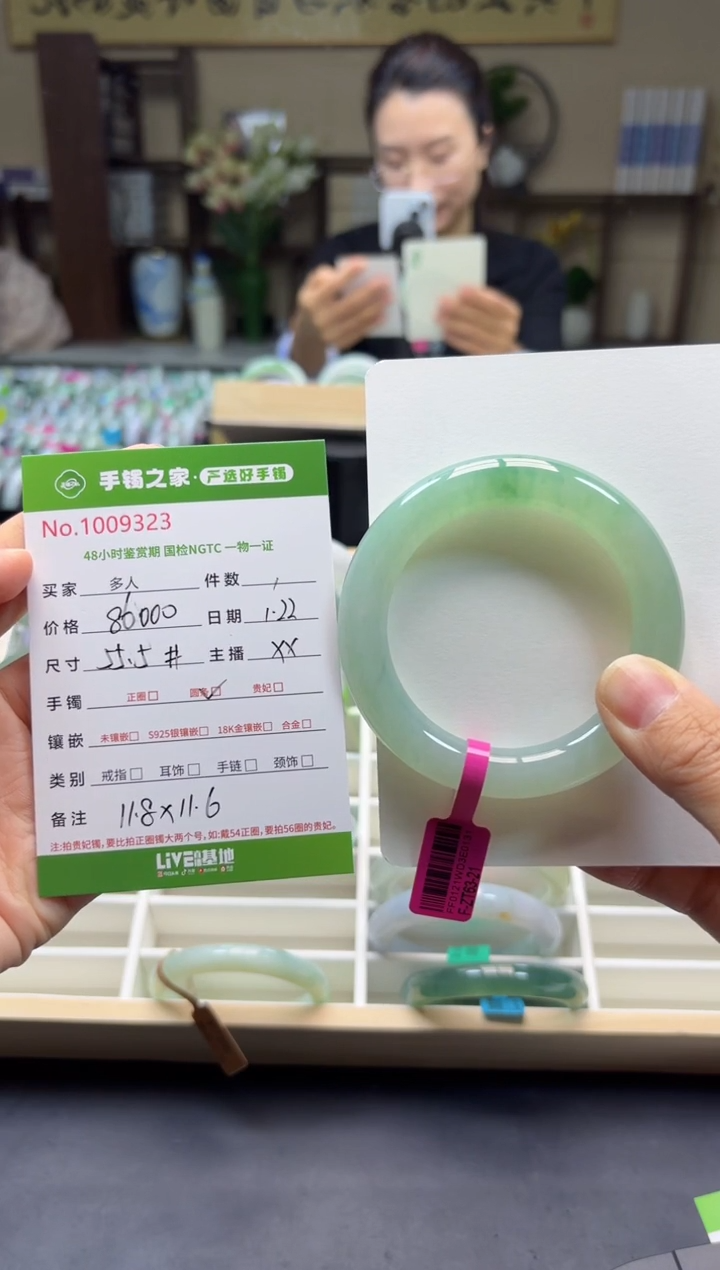 手镯之家·严选好手镯
No.1009323
48小时鉴赏期 国检NGTC 一物一证
买家 多人 件数 1
价格 86000 日期 1.22
尺寸 55.5# 主播 XX
手镯 正圈□ 圆条□✓ 贵妃□
镶嵌 未镶嵌□ S925银镶嵌□ 18K金镶嵌□ 合金□
类别 戒指□ 耳饰□ 手链□ 颈饰□
备注 11.8×11.6
注:拍贵妃镯,要比拍正圈镯大两个号,如:戴54正圈,要拍56圈的贵妃。
LIVE基地
F-ZT63-21